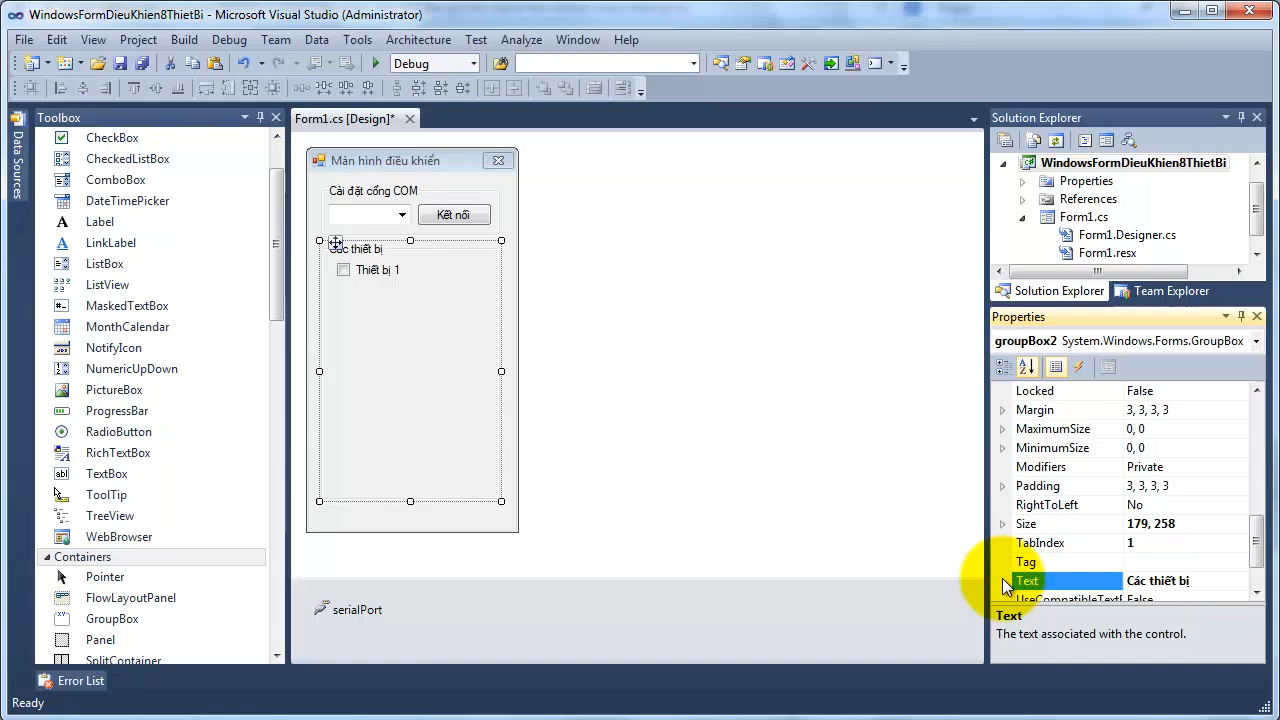 WindowsFormDieuKhien8ThietBi - Microsoft Visual Studio (Administrator)
File Edit View Project Build Debug Team Data Tools Architecture Test Analyze Window Help
Debug
Data Sources
Toolbox
CheckBox
CheckedListBox
ComboBox
DateTimePicker
Label
LinkLabel
ListBox
ListView
MaskedTextBox
MonthCalendar
NotifyIcon
NumericUpDown
PictureBox
ProgressBar
RadioButton
RichTextBox
TextBox
ToolTip
TreeView
WebBrowser
Containers
Pointer
FlowLayoutPanel
GroupBox
Panel
SplitContainer
Form1.cs [Design]*
Màn hình điều khiển
Cài đặt cổng COM
Kết nối
Các thiết bị
Thiết bị 1
serialPort
Solution Explorer
WindowsFormDieuKhien8ThietBi
Properties
References
Form1.cs
Form1.Designer.cs
Form1.resx
Solution Explorer Team Explorer
Properties
groupBox2 System.Windows.Forms.GroupBox
Locked False
Margin 3, 3, 3, 3
MaximumSize 0, 0
MinimumSize 0, 0
Modifiers Private
Padding 3, 3, 3, 3
RightToLeft No
Size 179, 258
TabIndex 1
Tag
Text Các thiết bị
False
Text
The text associated with the control.
Error List
Ready